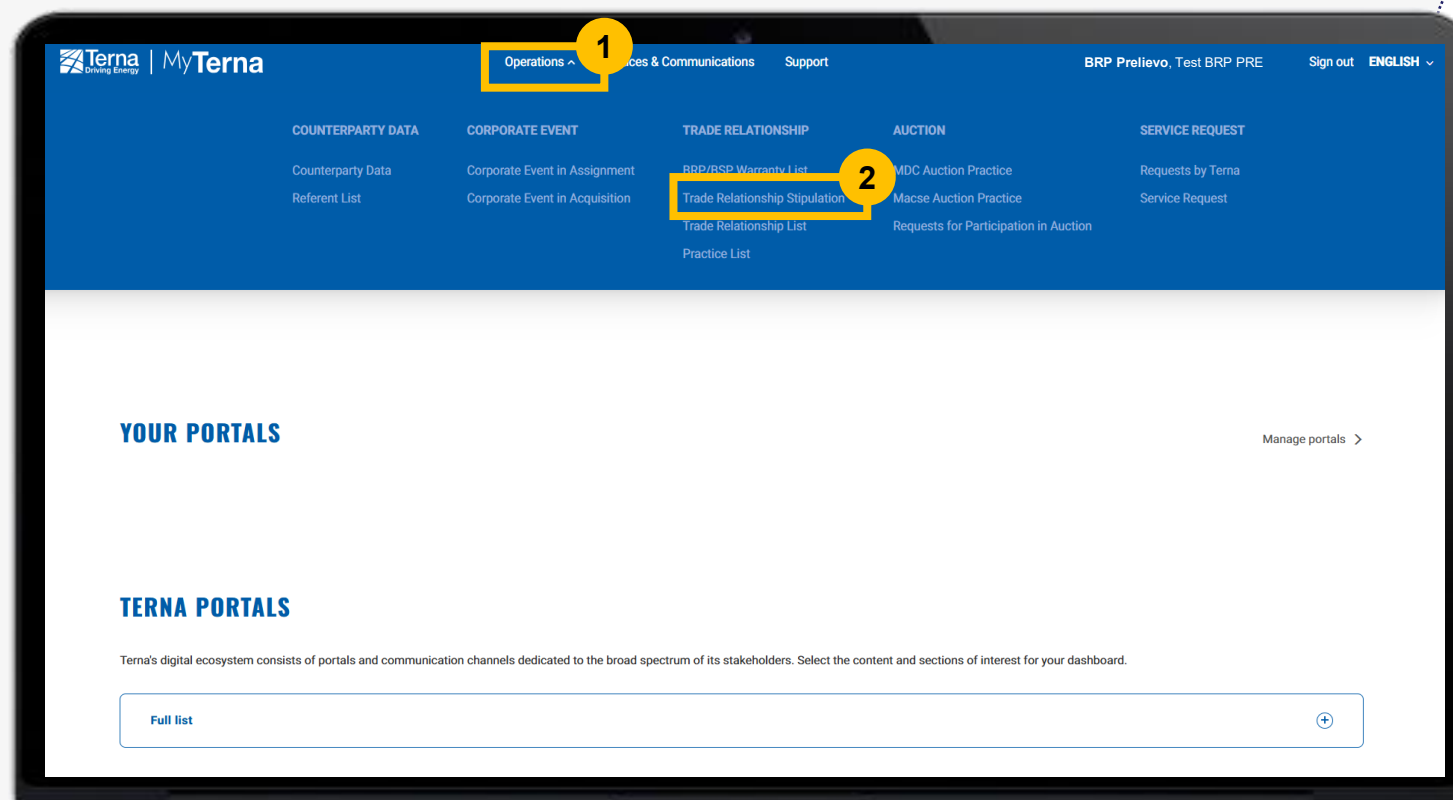 Terna Driving Energy | MyTerna
Operations
1
ces & Communications
Support
BRP Prelievo, Test BRP PRE
Sign out
ENGLISH
COUNTERPARTY DATA
Counterparty Data
Referent List
CORPORATE EVENT
Corporate Event in Assignment
Corporate Event in Acquisition
TRADE RELATIONSHIP
BRP/BSP Warranty List
2
Trade Relationship Stipulation
Trade Relationship List
Practice List
AUCTION
MDC Auction Practice
Macse Auction Practice
Requests for Participation in Auction
SERVICE REQUEST
Requests by Terna
Service Request
YOUR PORTALS
Manage portals
TERNA PORTALS
Terna's digital ecosystem consists of portals and communication channels dedicated to the broad spectrum of its stakeholders. Select the content and sections of interest for your dashboard.
Full list